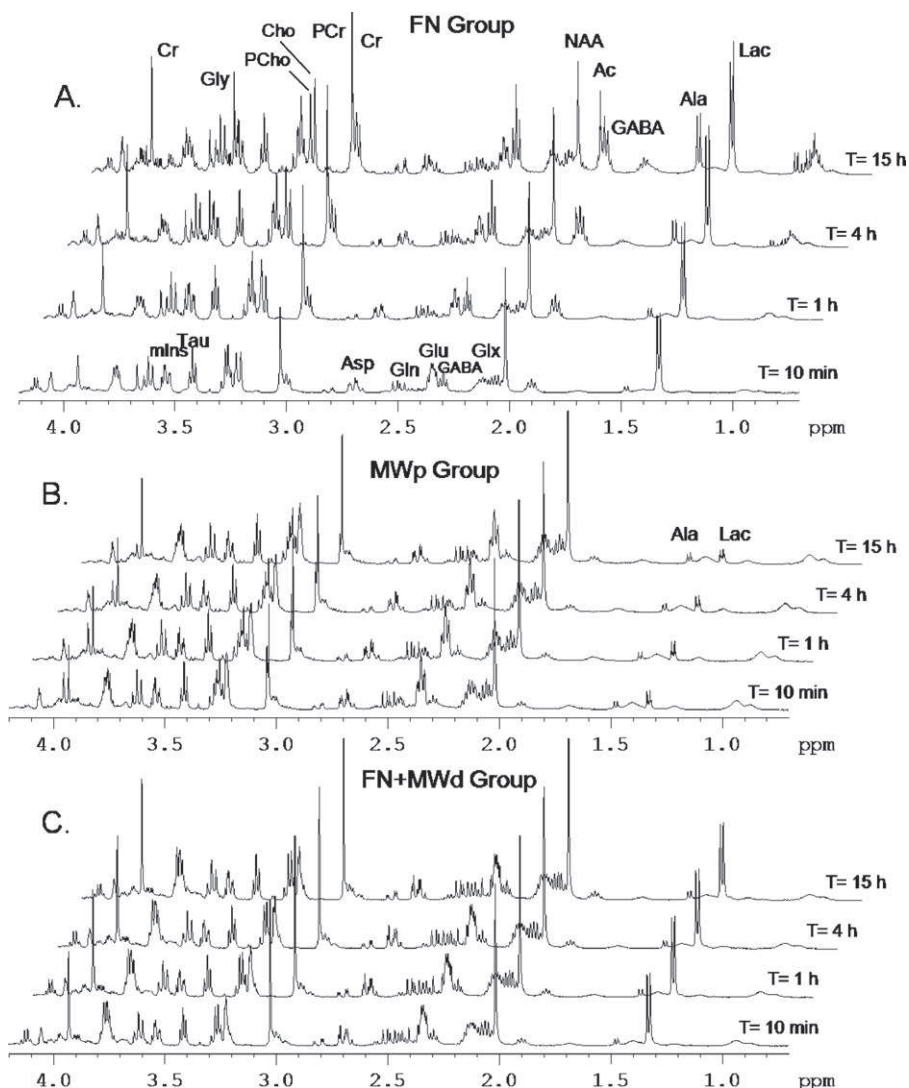 FN Group
A.
Cr
Gly
Cho
PCho
PCr
Cr
NAA
Ac
GABA
Ala
Lac
T= 15 h
T= 4 h
T= 1 h
mIns
Tau
Asp
Gln
Glu
GABA
Glx
T= 10 min
4.0 3.5 3.0 2.5 2.0 1.5 1.0 ppm
MWp Group
B.
Ala
Lac
T= 15 h
T= 4 h
T= 1 h
T= 10 min
4.0 3.5 3.0 2.5 2.0 1.5 1.0 ppm
FN+MWd Group
C.
T= 15 h
T= 4 h
T= 1 h
T= 10 min
4.0 3.5 3.0 2.5 2.0 1.5 1.0 ppm